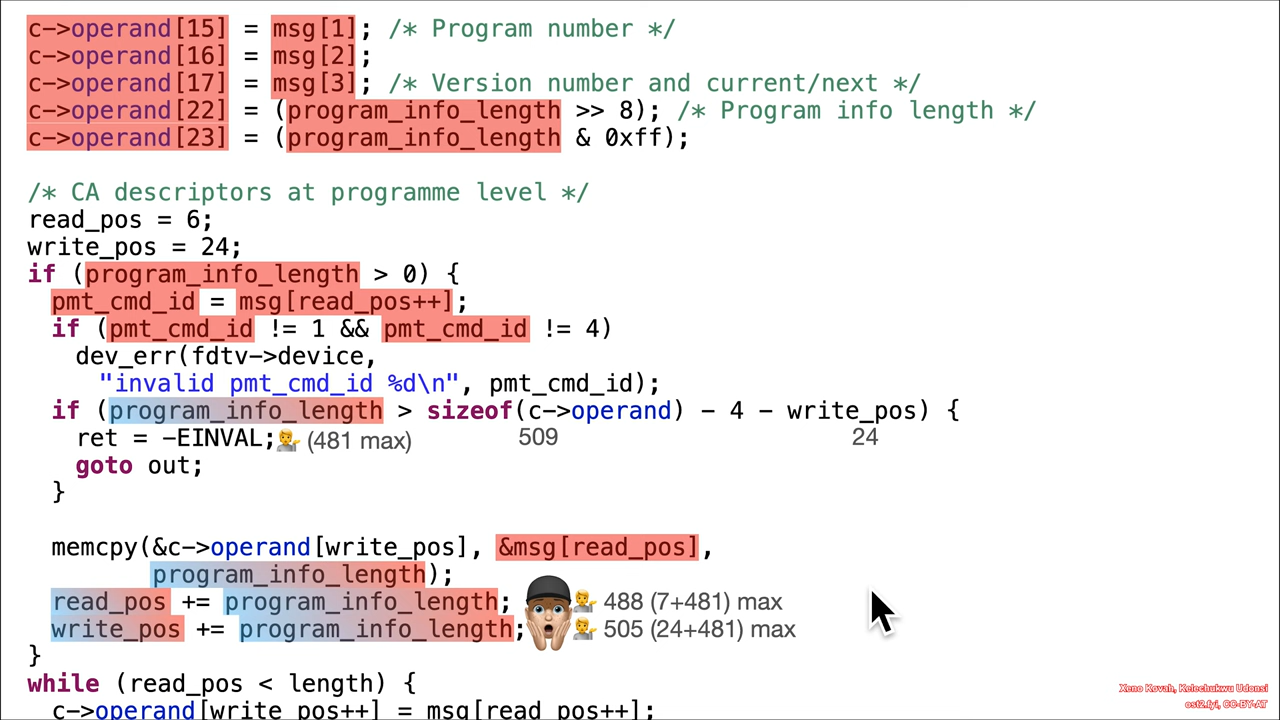 c->operand[15] = msg[1]; /* Program number */
c->operand[16] = msg[2];
c->operand[17] = msg[3]; /* Version number and current/next */
c->operand[22] = (program_info_length >> 8); /* Program info length */
c->operand[23] = (program_info_length & 0xff);
/* CA descriptors at programme level */
read_pos = 6;
write_pos = 24;
if (program_info_length > 0) {
pmt_cmd_id = msg[read_pos++];
if (pmt_cmd_id != 1 && pmt_cmd_id != 4)
dev_err(fdtv->device,
"invalid pmt_cmd_id %d\n", pmt_cmd_id);
if (program_info_length > sizeof(c->operand) - 4 - write_pos) {
ret = -EINVAL; (481 max) 509 24
goto out;
}
memcpy(&c->operand[write_pos], &msg[read_pos],
program_info_length);
read_pos += program_info_length; 488 (7+481) max
write_pos += program_info_length; 505 (24+481) max
}
while (read_pos < length) {
c->operand[write_pos++] = msg[read_pos++];
Xeno Kovah, Kelechukwu Udonsi
ost2.fyi, CC-BY-AT